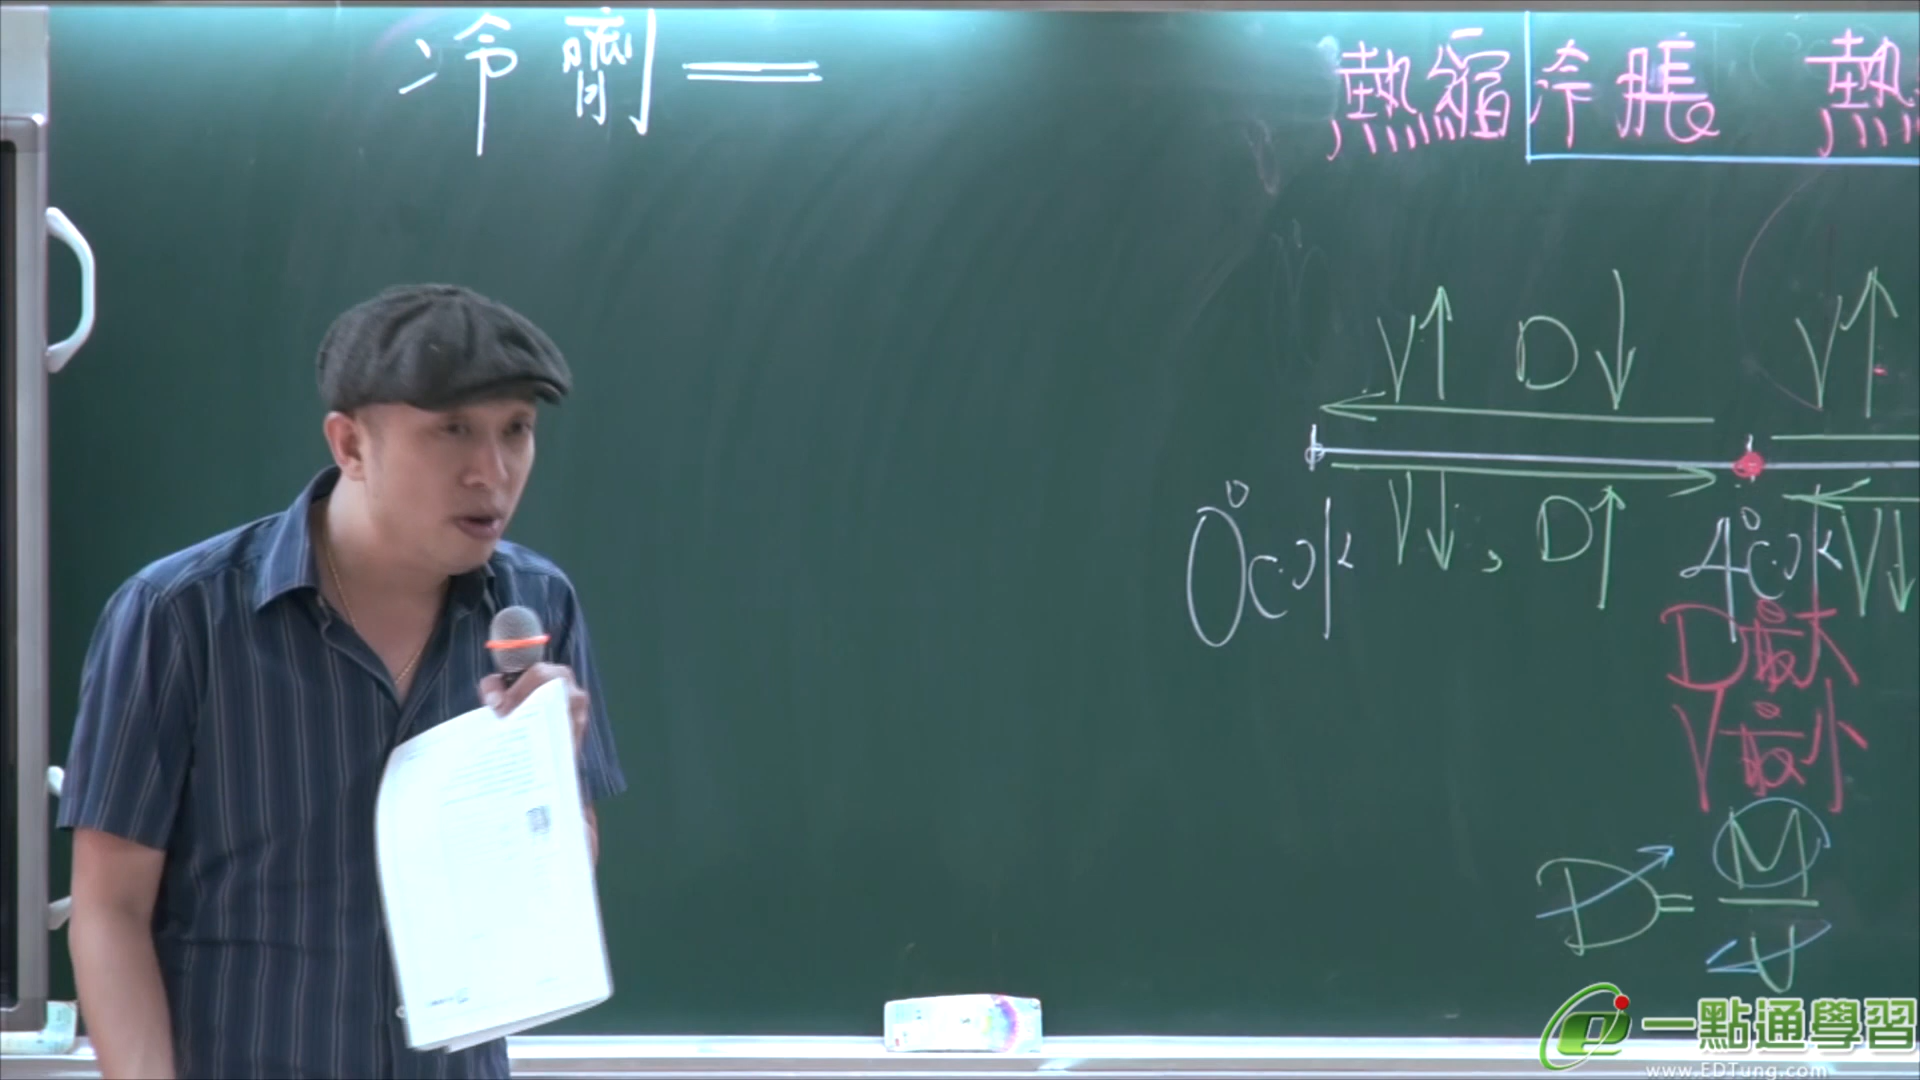 冷劑=
熱縮冷脹 熱
V↑ D↓ V↑
0°C水 V↓, D↑ 4°C水 V↓
D最大
V最小
D=M/V
一點通學習
www.EDTung.com